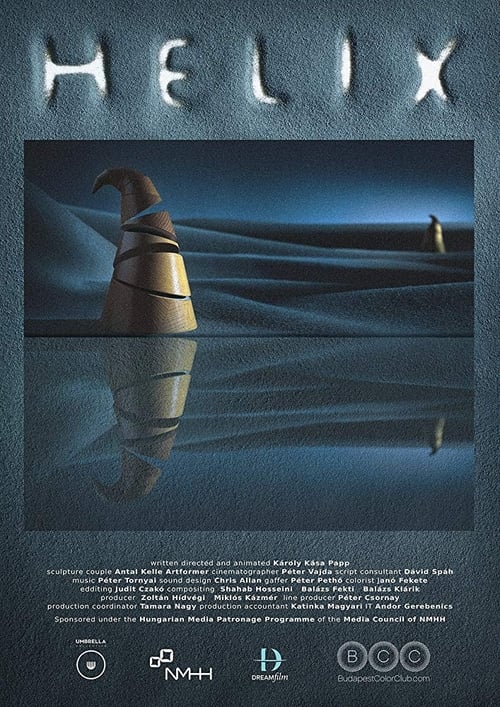 HELIX
written directed and animated Károly Kása Papp
sculpture couple Antal Kelle Artformer cinematographer Péter Vajda script consultant Dávid Spáh
music Péter Tornyai sound design Chris Allan gaffer Péter Pethő colorist Janó Fekete
edditing Judit Czakó compositing Shahab Hosseini Balázs Fekti Balázs Klárik
producer Zoltán Hídvégi Miklós Kázmér line producer Péter Csornay
production coordinator Tamara Nagy production accountant Katinka Magyari IT Andor Gerebenics
Sponsored under the Hungarian Media Patronage Programme of the Media Council of NMHH
UMBRELLA
NMHH
DREAMfilm
BCC
BudapestColorClub.com